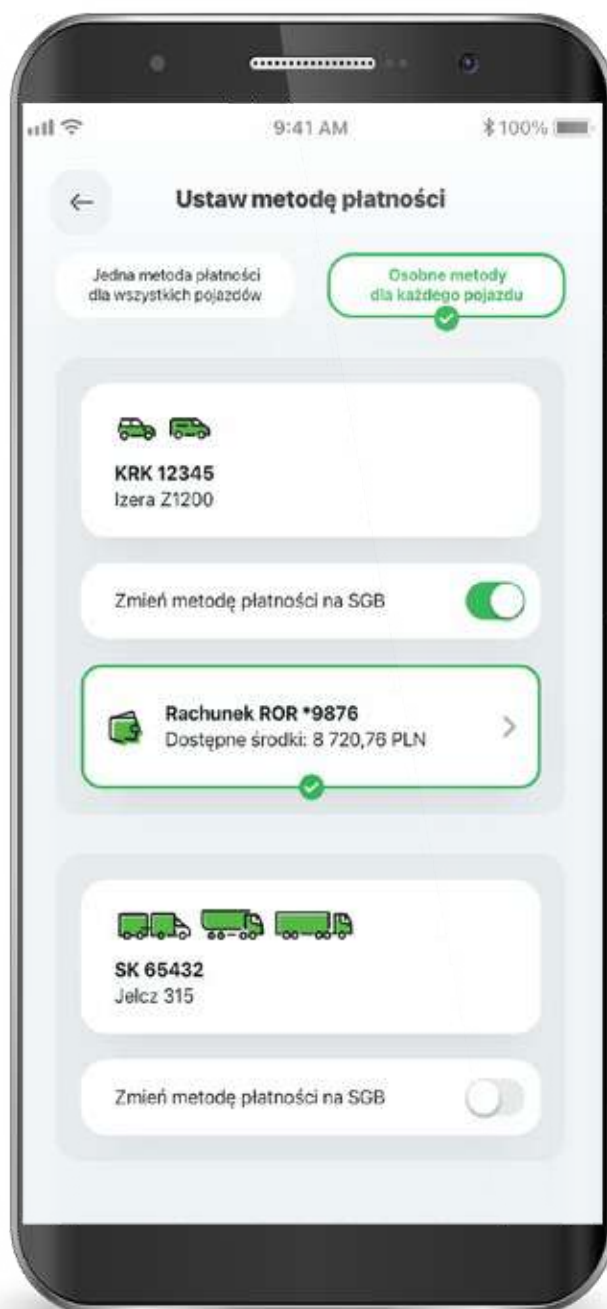 9:41 AM
100%
Ustaw metodę płatności
Jedna metoda płatności
dla wszystkich pojazdów
Osobne metody
dla każdego pojazdu
KRK 12345
Izera Z1200
Zmień metodę płatności na SGB
Rachunek ROR *9876
Dostępne środki: 8 720,76 PLN
SK 65432
Jelcz 315
Zmień metodę płatności na SGB